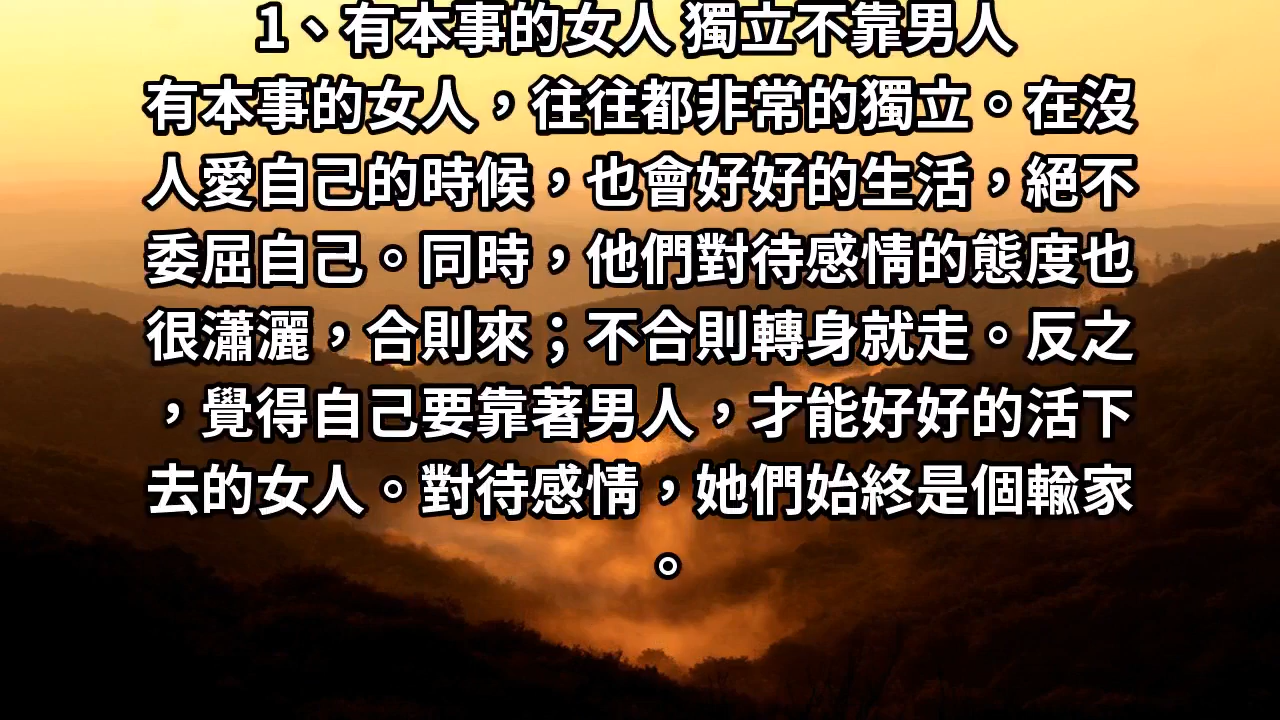 1、有本事的女人 獨立不靠男人
有本事的女人，往往都非常的獨立。在沒
人愛自己的時候，也會好好的生活，絕不
委屈自己。同時，他們對待感情的態度也
很瀟灑，合則來；不合則轉身就走。反之
，覺得自己要靠著男人，才能好好的活下
去的女人。對待感情，她們始終是個輸家
。